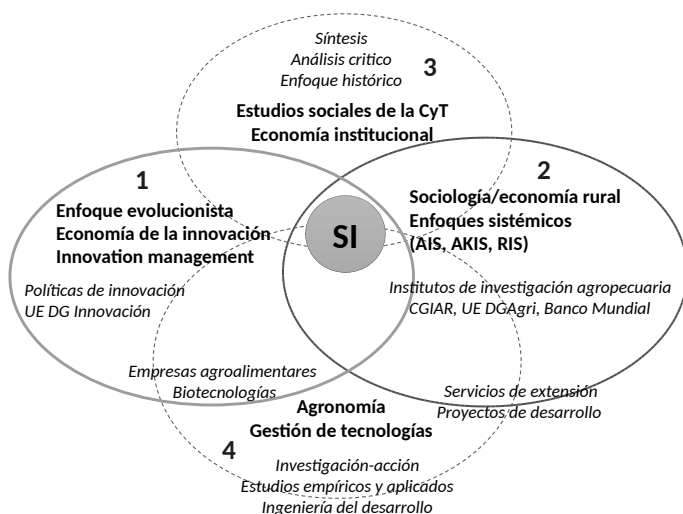 Síntesis
Análisis critico
Enfoque histórico
3
Estudios sociales de la CyT
Economía institucional
1
Enfoque evolucionista
Economía de la innovación
Innovation management
Políticas de innovación
UE DG Innovación
SI
2
Sociología/economía rural
Enfoques sistémicos
(AIS, AKIS, RIS)
Institutos de investigación agropecuaria
CGIAR, UE DGAgri, Banco Mundial
Empresas agroalimentares
Biotecnologías
Servicios de extensión
Proyectos de desarrollo
Agronomía
Gestión de tecnologías
4
Investigación-acción
Estudios empíricos y aplicados
Ingeniería del desarrollo